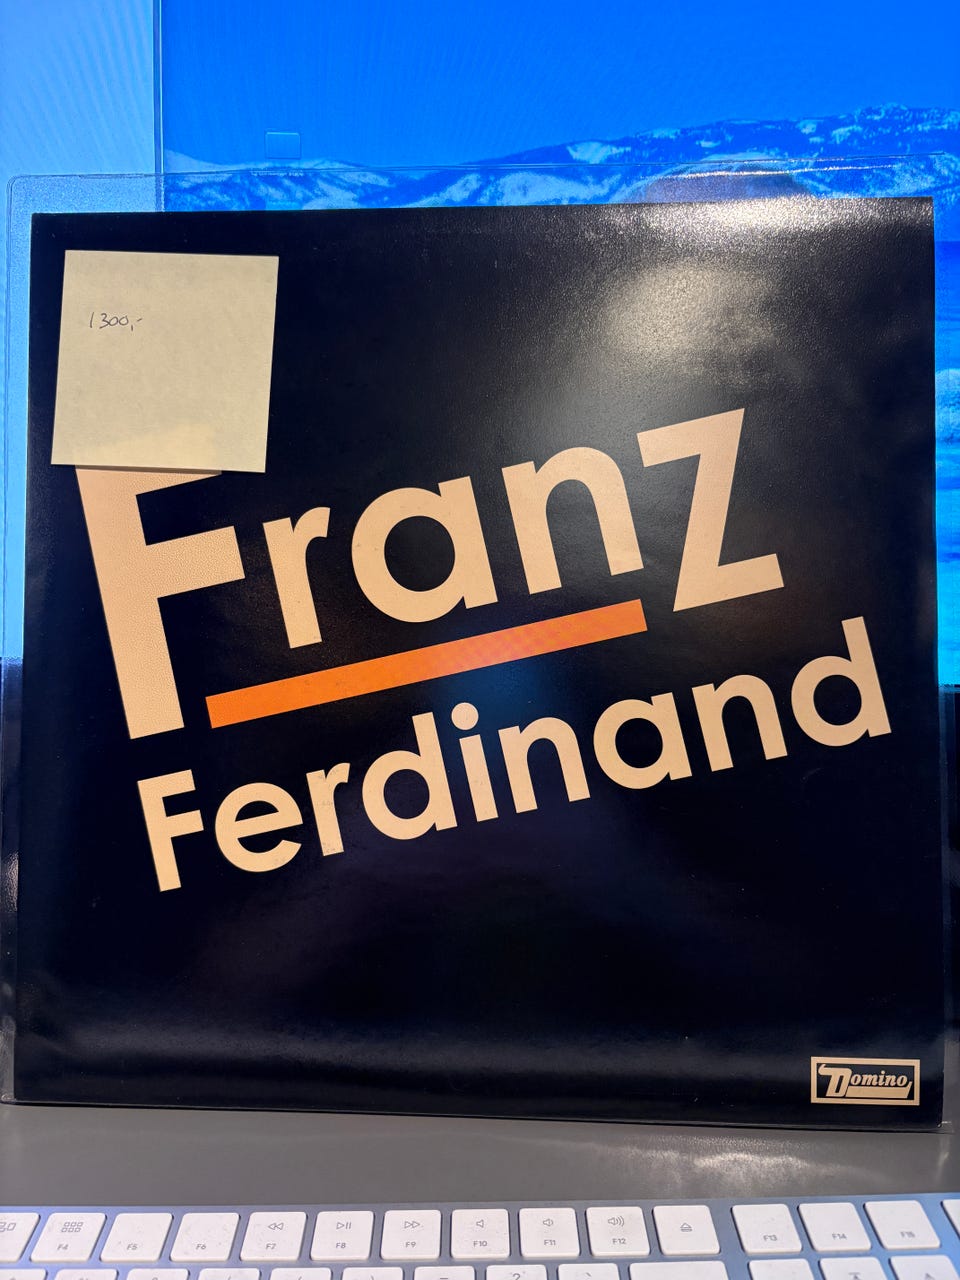 1300,-
Franz
Ferdinand
Domino
F4
F5
F6
F7
F8
F9
F10
F11
F12
F13
F14
F15
?